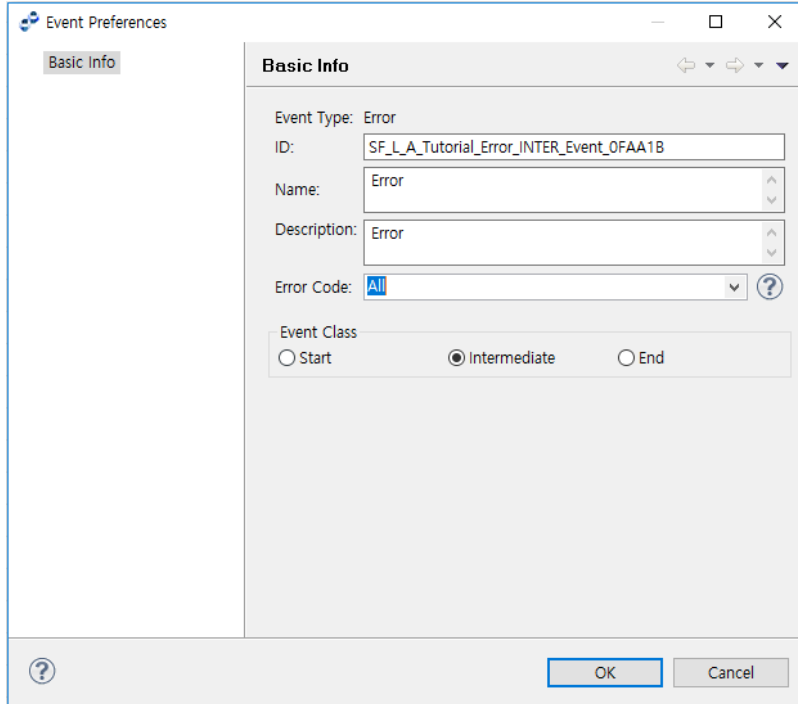 Event Preferences
Basic Info
Basic Info
Event Type: Error
ID: SF_L_A_Tutorial_Error_INTER_Event_0FAA1B
Name: Error
Description: Error
Error Code: All
Event Class
Start Intermediate End
OK Cancel